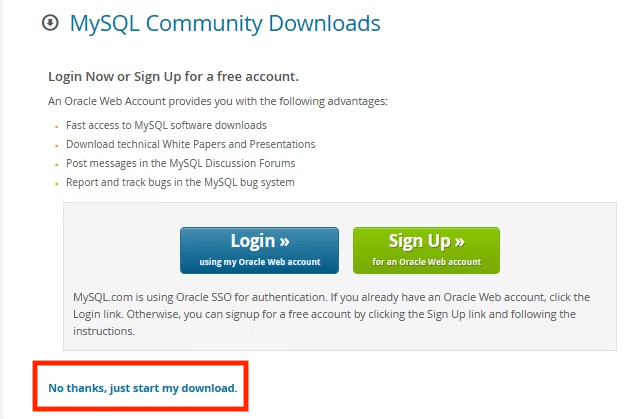 MySQL Community Downloads
Login Now or Sign Up for a free account.
An Oracle Web Account provides you with the following advantages:
Fast access to MySQL software downloads
Download technical White Papers and Presentations
Post messages in the MySQL Discussion Forums
Report and track bugs in the MySQL bug system
Login »
using my Oracle Web account
Sign Up »
for an Oracle Web account
MySQL.com is using Oracle SSO for authentication. If you already have an Oracle Web account, click the
Login link. Otherwise, you can signup for a free account by clicking the Sign Up link and following the
instructions.
No thanks, just start my download.